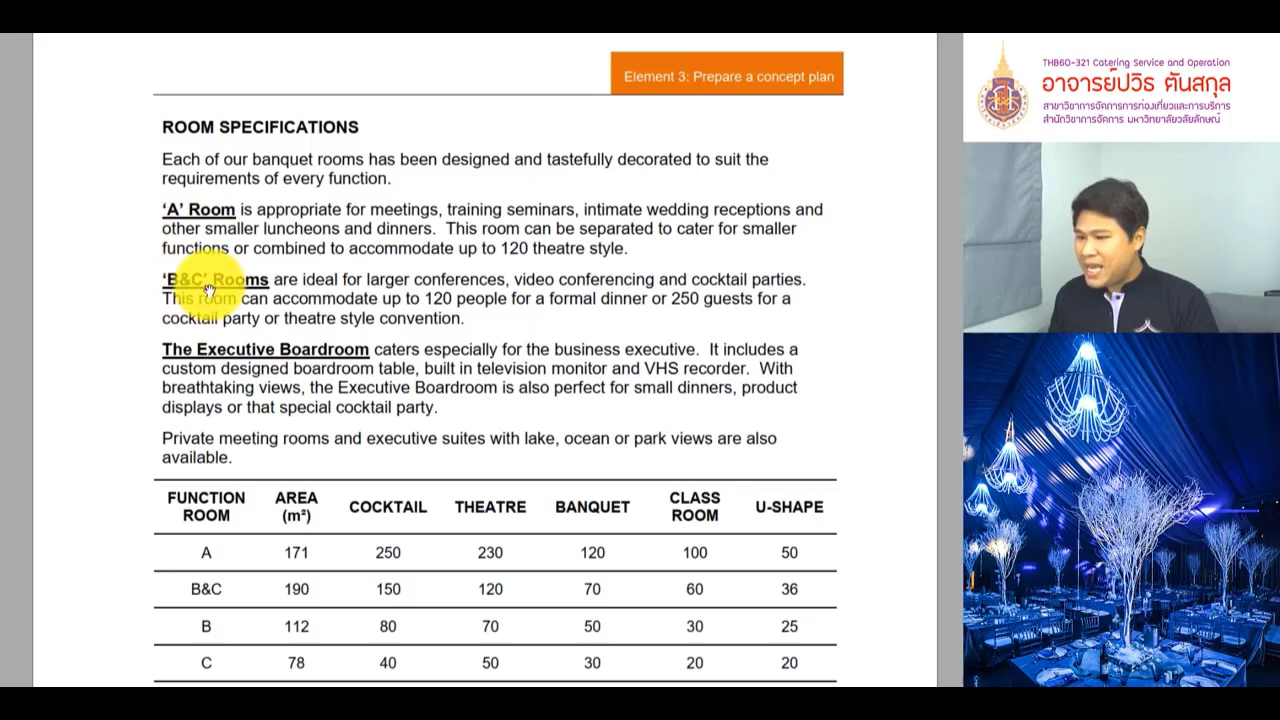 Element 3: Prepare a concept plan
ROOM SPECIFICATIONS
Each of our banquet rooms has been designed and tastefully decorated to suit the
requirements of every function.
‘A’ Room is appropriate for meetings, training seminars, intimate wedding receptions and
other smaller luncheons and dinners. This room can be separated to cater for smaller
functions or combined to accommodate up to 120 theatre style.
‘B&C’ Rooms are ideal for larger conferences, video conferencing and cocktail parties.
This room can accommodate up to 120 people for a formal dinner or 250 guests for a
cocktail party or theatre style convention.
The Executive Boardroom caters especially for the business executive. It includes a
custom designed boardroom table, built in television monitor and VHS recorder. With
breathtaking views, the Executive Boardroom is also perfect for small dinners, product
displays or that special cocktail party.
Private meeting rooms and executive suites with lake, ocean or park views are also
available.
FUNCTION ROOM AREA (m²) COCKTAIL THEATRE BANQUET CLASS ROOM U-SHAPE
A 171 250 230 120 100 50
B&C 190 150 120 70 60 36
B 112 80 70 50 30 25
C 78 40 50 30 20 20
THB60-321 Catering Service and Operation
อาจารย์ปวิธ ตันสกุล
สาขาวิชาการจัดการการท่องเที่ยวและการบริการ
สำนักวิชาการจัดการ มหาวิทยาลัยวลัยลักษณ์